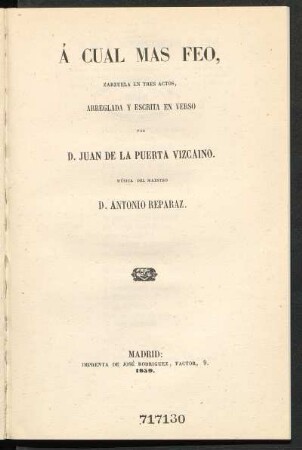 Á CUAL MAS FEO,
ZARZUELA EN TRES ACTOS,
ARREGLADA Y ESCRITA EN VERSO
POR
D. JUAN DE LA PUERTA VIZCAINO.
MÚSICA DEL MAESTRO
D. ANTONIO REPARAZ.
MADRID:
IMPRENTA DE JOSÉ RODRIGUEZ, FACTOR, 9.
1859.
717130